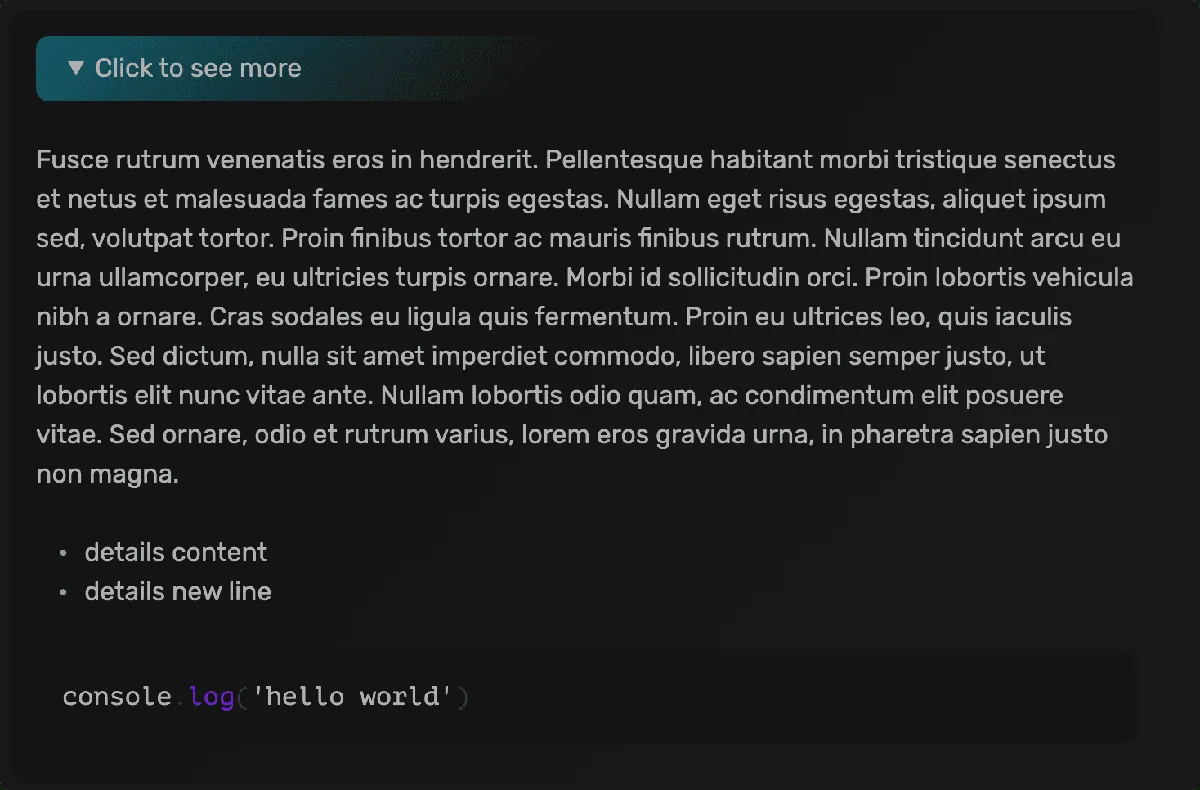 ▼ Click to see more
Fusce rutrum venenatis eros in hendrerit. Pellentesque habitant morbi tristique senectus
et netus et malesuada fames ac turpis egestas. Nullam eget risus egestas, aliquet ipsum
sed, volutpat tortor. Proin finibus tortor ac mauris finibus rutrum. Nullam tincidunt arcu eu
urna ullamcorper, eu ultricies turpis ornare. Morbi id sollicitudin orci. Proin lobortis vehicula
nibh a ornare. Cras sodales eu ligula quis fermentum. Proin eu ultrices leo, quis iaculis
justo. Sed dictum, nulla sit amet imperdiet commodo, libero sapien semper justo, ut
lobortis elit nunc vitae ante. Nullam lobortis odio quam, ac condimentum elit posuere
vitae. Sed ornare, odio et rutrum varius, lorem eros gravida urna, in pharetra sapien justo
non magna.
• details content
• details new line
console.log('hello world')